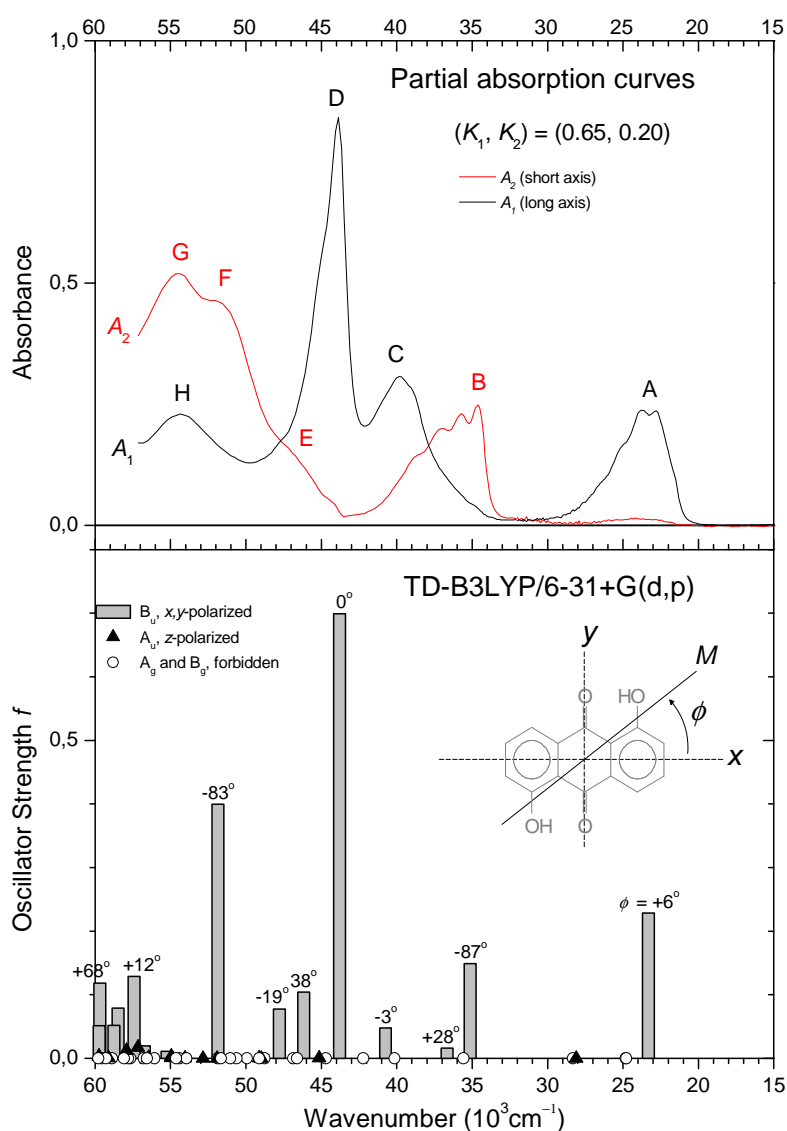 60 55 50 45 40 35 30 25 20 15
1,0
Partial absorption curves
D
(K₁, K₂) = (0.65, 0.20)
A₂ (short axis)
A₁ (long axis)
Absorbance
G
F
0,5
C
B
A
A₂
H
E
A₁
0,0
TD-B3LYP/6-31+G(d,p)
0°
Bᵤ, x,y-polarized
Aᵤ, z-polarized
A_g and B_g, forbidden
y
M
O
HO
ϕ
x
OH
O
Oscillator Strength f
0,5
-83°
ϕ = +6°
+68°
+12°
-87°
-19°
38°
-3°
+28°
0,0
60 55 50 45 40 35 30 25 20 15
Wavenumber (10³cm⁻¹)